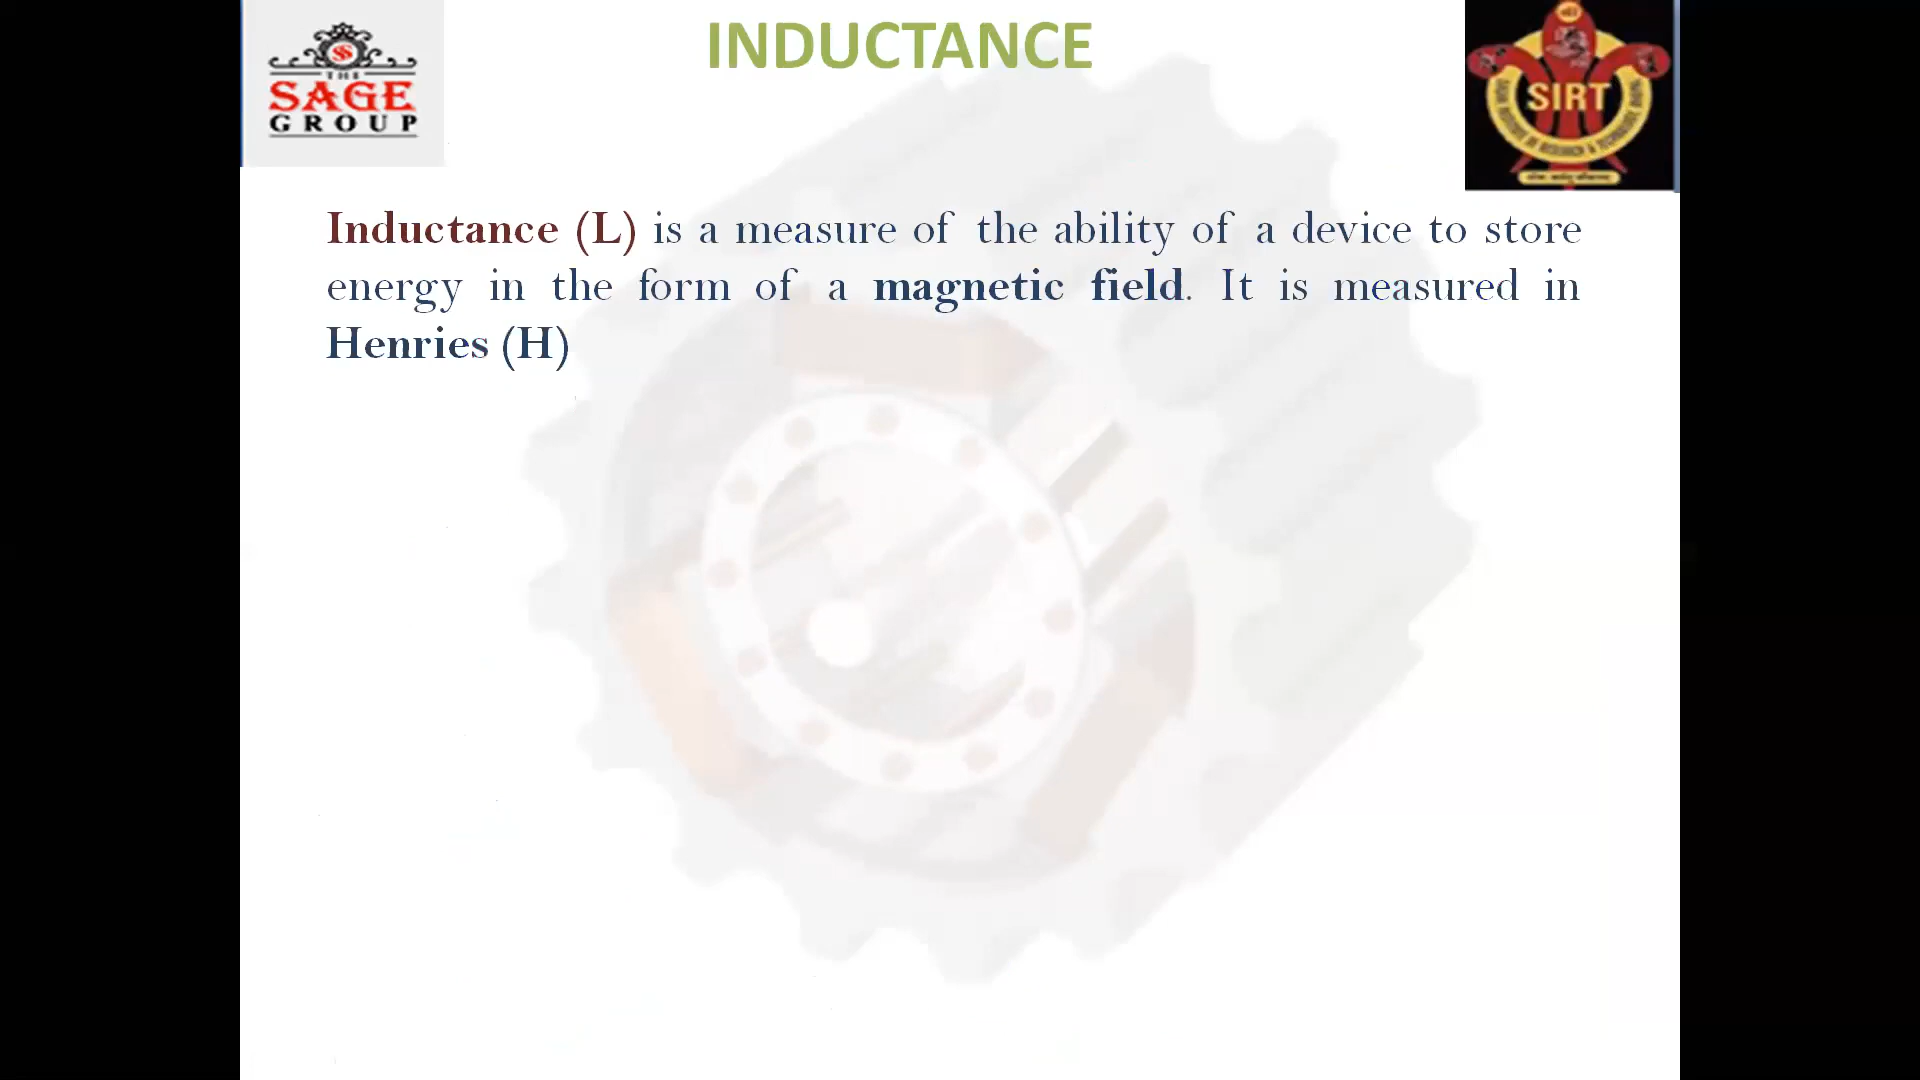 INDUCTANCE
THE
SAGE
GROUP
SIRT
Inductance (L) is a measure of the ability of a device to store
energy in the form of a magnetic field. It is measured in
Henries (H)